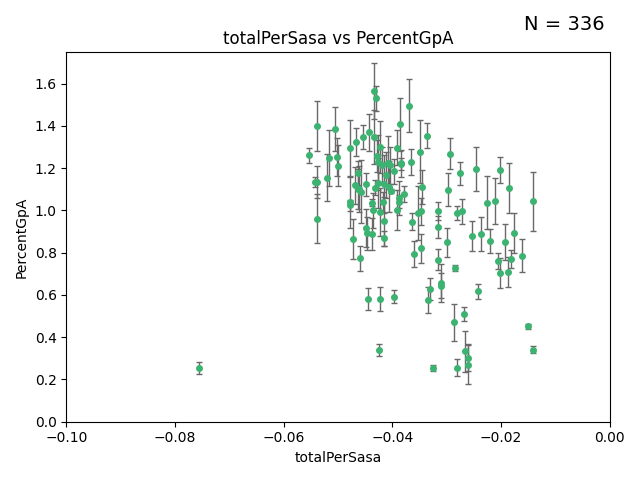 N = 336
totalPerSasa vs PercentGpA
PercentGpA
1.6
1.4
1.2
1.0
0.8
0.6
0.4
0.2
0.0
−0.10 −0.08 −0.06 −0.04 −0.02 0.00
totalPerSasa